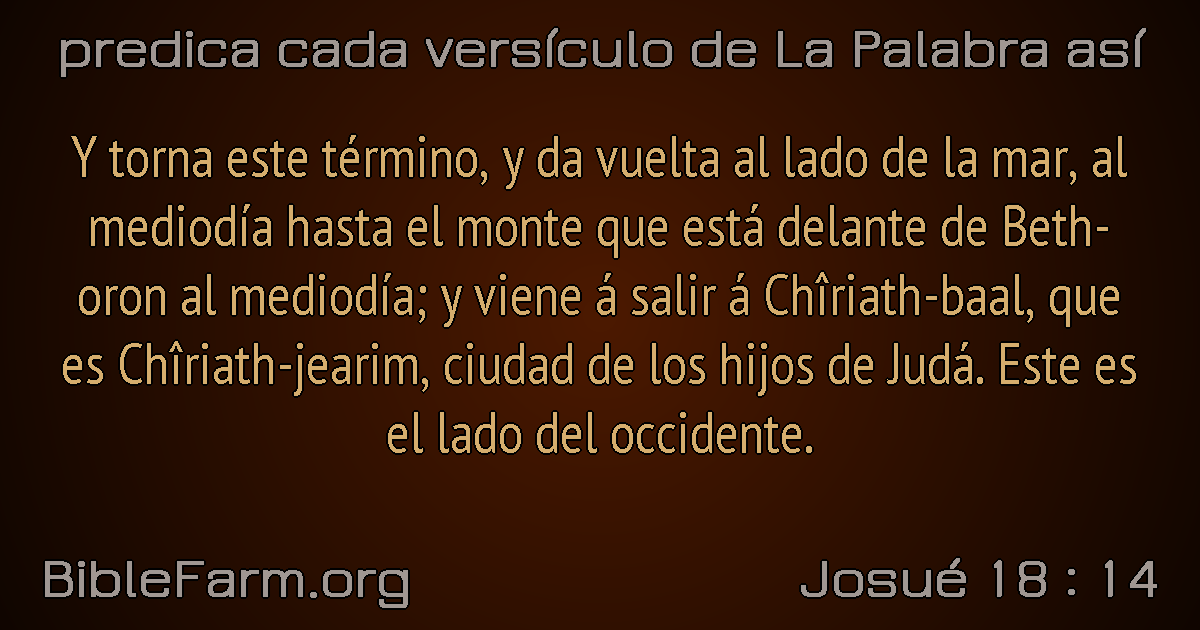 predica cada versículo de La Palabra así
Y torna este término, y da vuelta al lado de la mar, al
mediodía hasta el monte que está delante de Beth-
oron al mediodía; y viene á salir á Chîriath-baal, que
es Chîriath-jearim, ciudad de los hijos de Judá. Este es
el lado del occidente.
BibleFarm.org
Josué 18 : 14